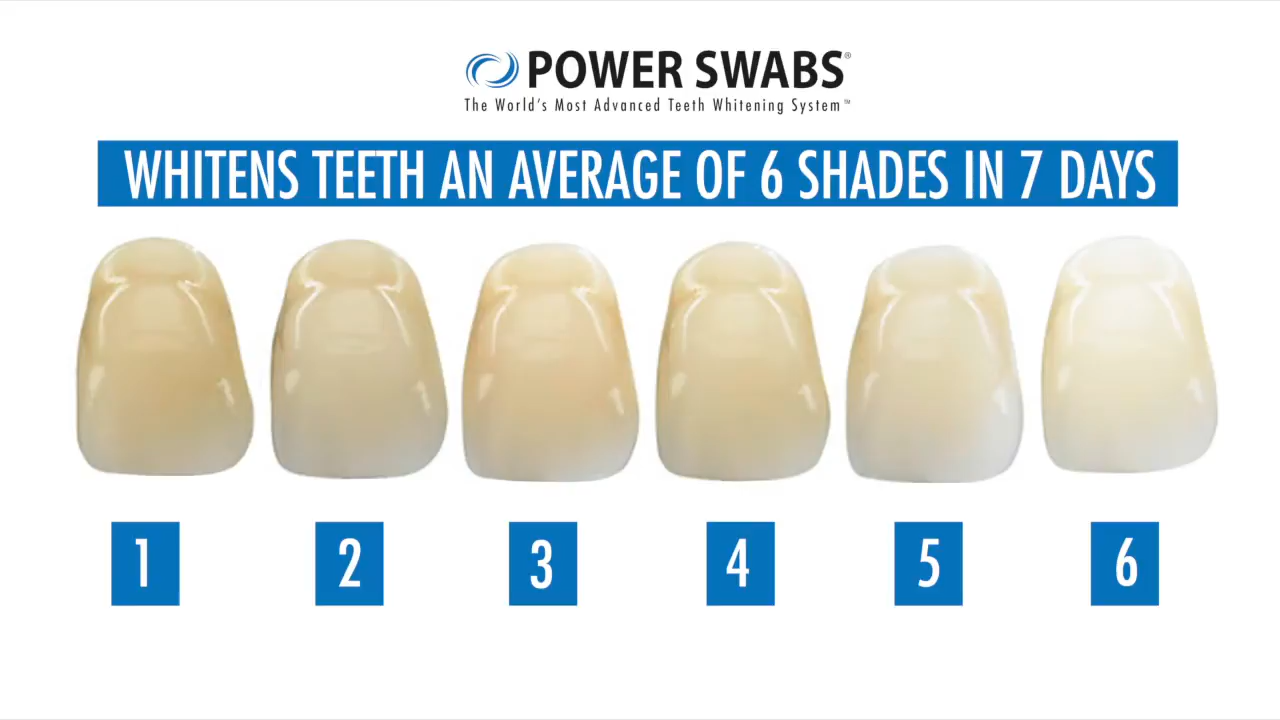 POWER SWABS®
The World's Most Advanced Teeth Whitening System™
WHITENS TEETH AN AVERAGE OF 6 SHADES IN 7 DAYS
1 2 3 4 5 6